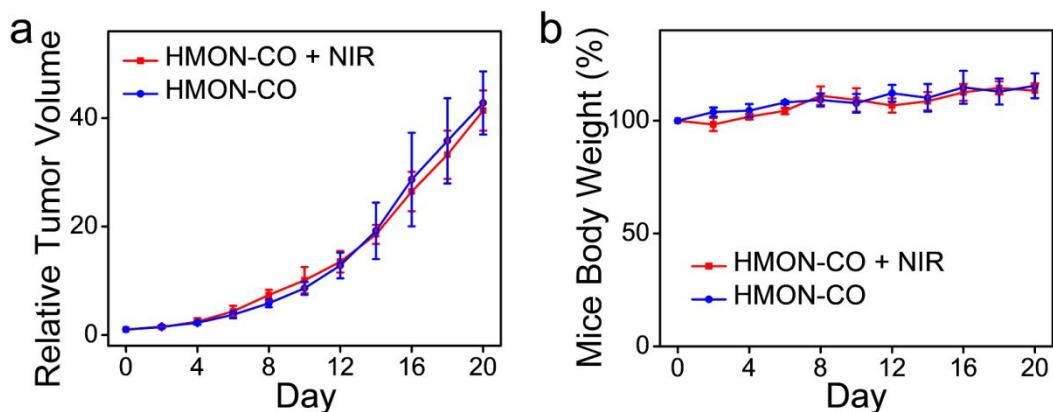 a
HMON-CO + NIR
HMON-CO
Relative Tumor Volume
40
20
0
0 4 8 12 16 20
Day
b
Mice Body Weight (%)
100
50
0
HMON-CO + NIR
HMON-CO
0 4 8 12 16 20
Day